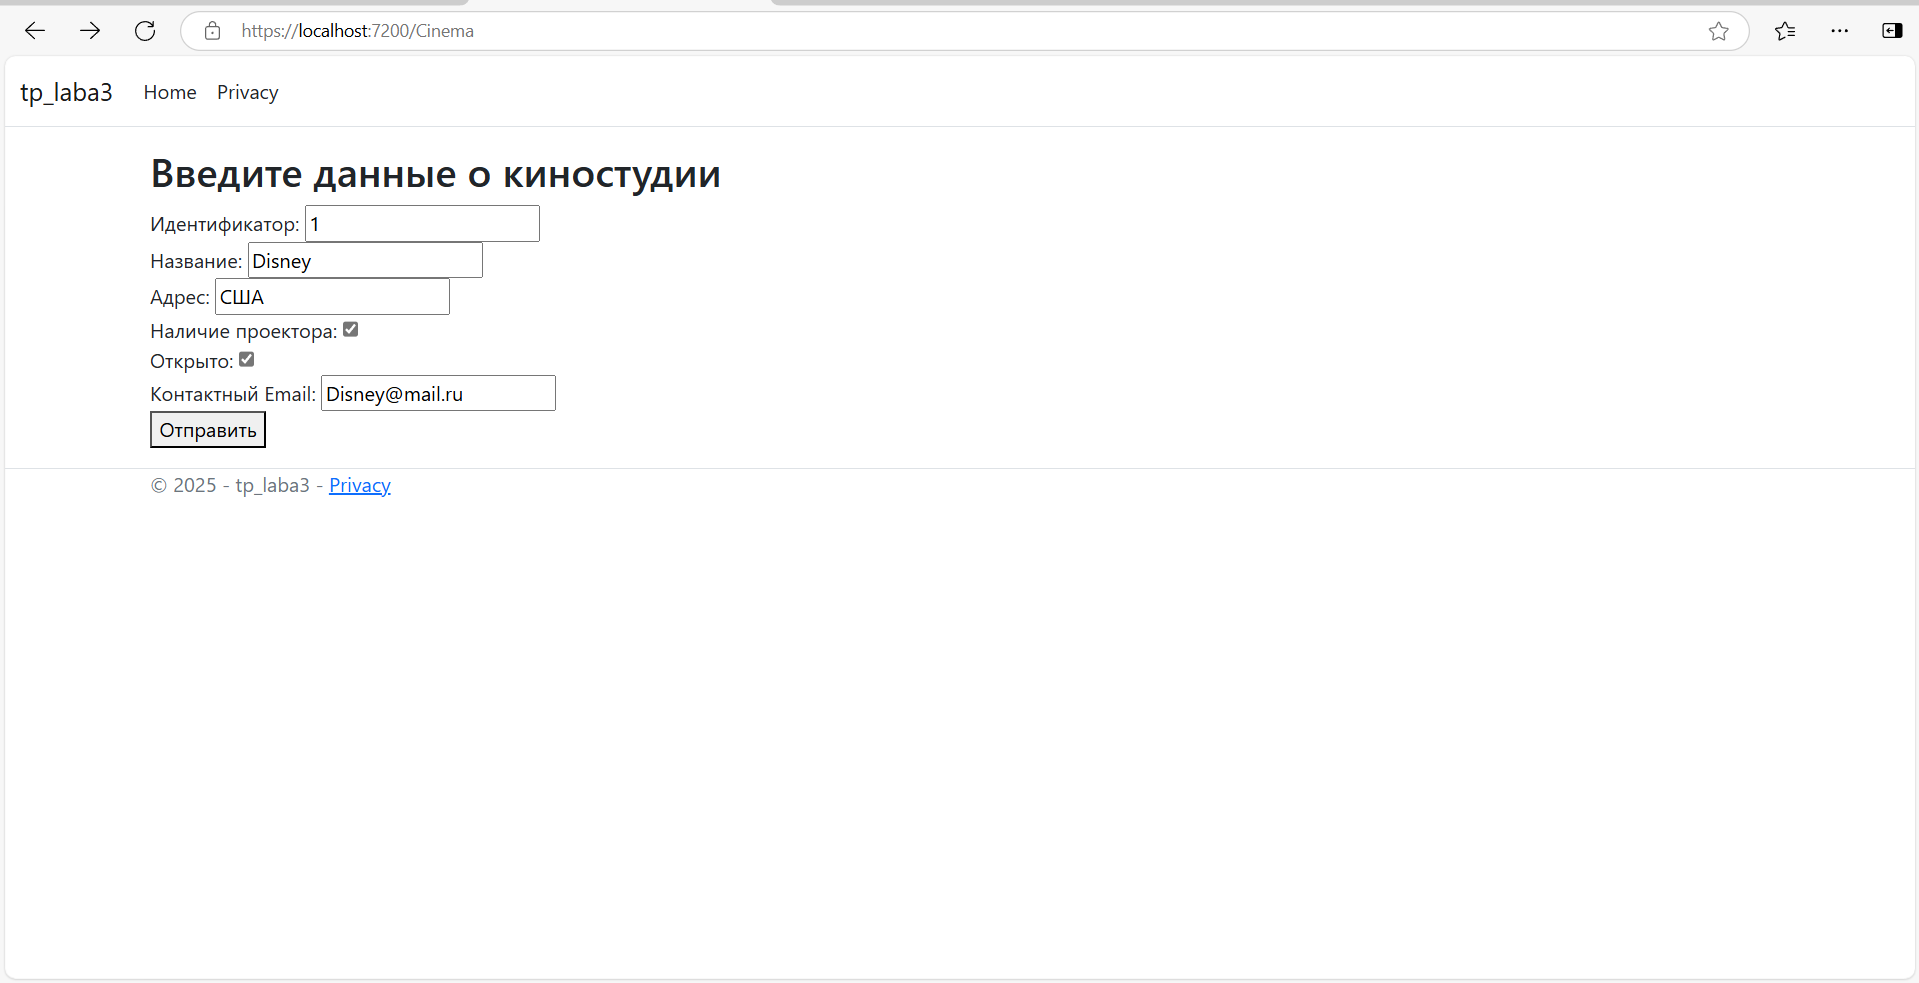 https://localhost:7200/Cinema
tp_laba3 Home Privacy
Введите данные о киностудии
Идентификатор: 1
Название: Disney
Адрес: США
Наличие проектора:
Открыто:
Контактный Email: Disney@mail.ru
Отправить
© 2025 - tp_laba3 - Privacy